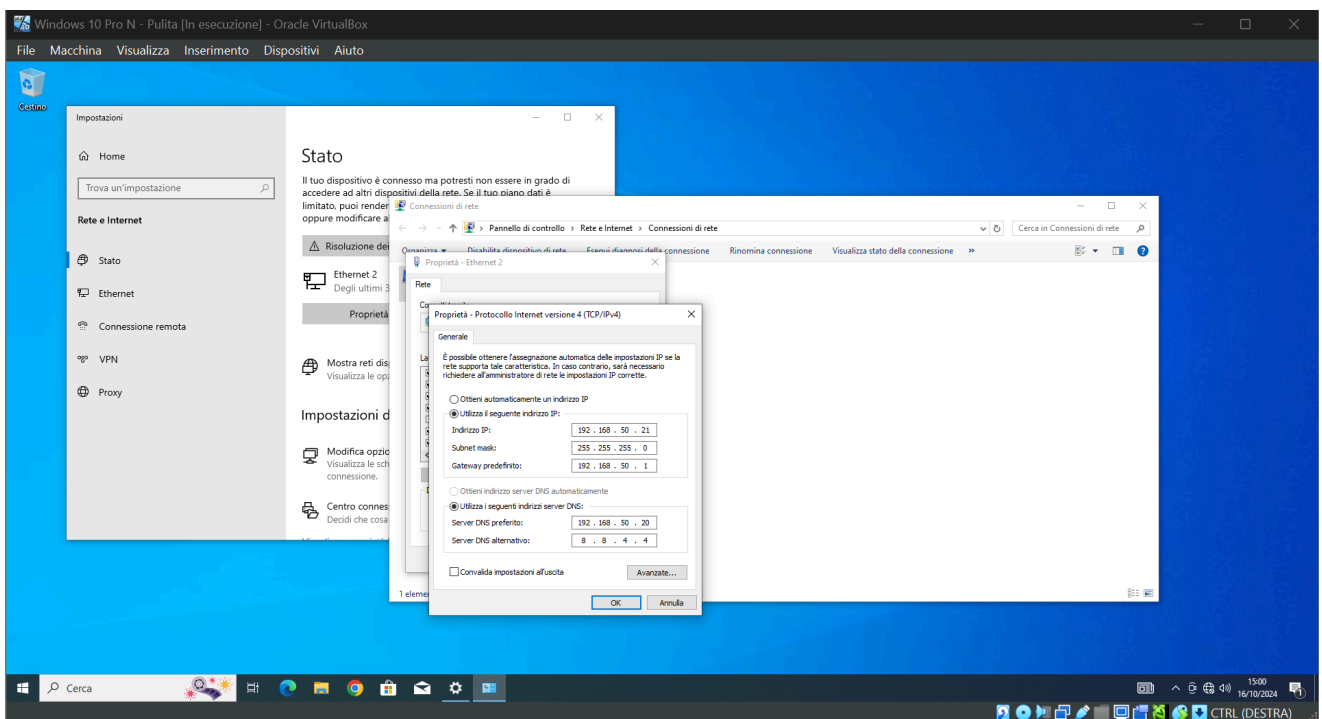 Windows 10 Pro N - Pulita [In esecuzione] - Oracle VirtualBox
File Macchina Visualizza Inserimento Dispositivi Aiuto
Cestino
Impostazioni
Home
Trova un'impostazione
Rete e Internet
Stato
Ethernet
Connessione remota
VPN
Proxy
Stato
Il tuo dispositivo è connesso ma potresti non essere in grado di
accedere ad altri dispositivi della rete. Se il tuo piano dati è
limitato, puoi render
oppure modificare a
Risoluzione dei
Ethernet 2
Degli ultimi 3
Proprietà
Mostra reti dis
Visualizza le opz
Impostazioni d
Modifica opzio
Visualizza le sch
connessione.
Centro connes
Decidi che cosa
Connessioni di rete
Pannello di controllo › Rete e Internet › Connessioni di rete
Cerca in Connessioni di rete
Organizza Disabilita dispositivo di rete Esegui diagnosi della connessione Rinomina connessione Visualizza stato della connessione »
1 eleme
Proprietà - Ethernet 2
Rete
La
Proprietà - Protocollo Internet versione 4 (TCP/IPv4)
Generale
È possibile ottenere l'assegnazione automatica delle impostazioni IP se la
rete supporta tale caratteristica. In caso contrario, sarà necessario
richiedere all'amministratore di rete le impostazioni IP corrette.
Ottieni automaticamente un indirizzo IP
Utilizza il seguente indirizzo IP:
Indirizzo IP: 192 . 168 . 50 . 21
Subnet mask: 255 . 255 . 255 . 0
Gateway predefinito: 192 . 168 . 50 . 1
Ottieni indirizzo server DNS automaticamente
Utilizza i seguenti indirizzi server DNS:
Server DNS preferito: 192 . 168 . 50 . 20
Server DNS alternativo: 8 . 8 . 4 . 4
Convalida impostazioni all'uscita
Avanzate...
OK Annulla
Cerca
15:00
16/10/2024
1
CTRL (DESTRA)